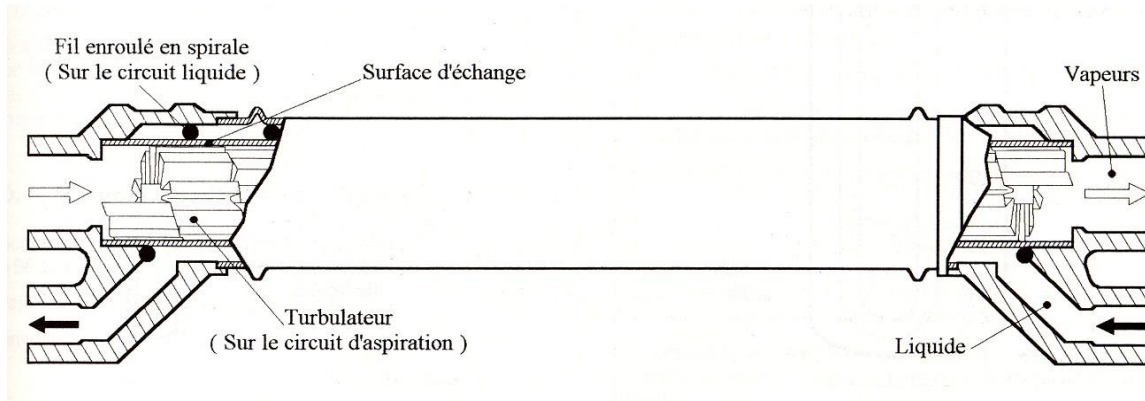 Fil enroulé en spirale
( Sur le circuit liquide )
Surface d'échange
Vapeurs
Turbulateur
( Sur le circuit d'aspiration )
Liquide